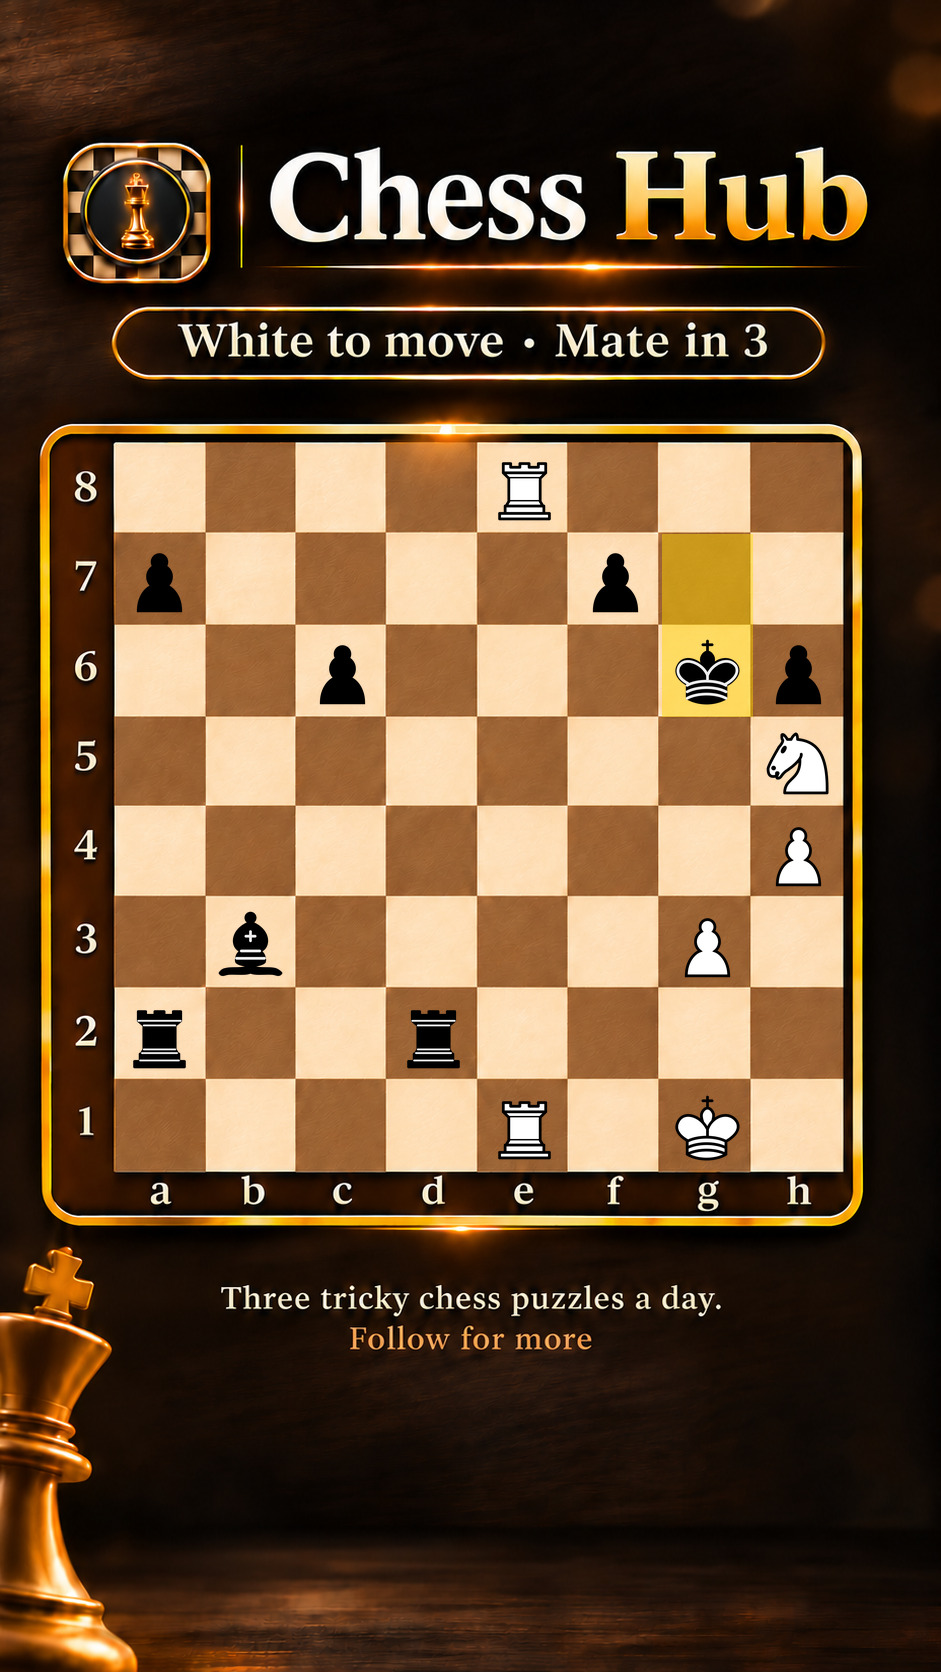 Chess Hub
White to move • Mate in 3
8
7
6
5
4
3
2
1
a b c d e f g h
Three tricky chess puzzles a day.
Follow for more